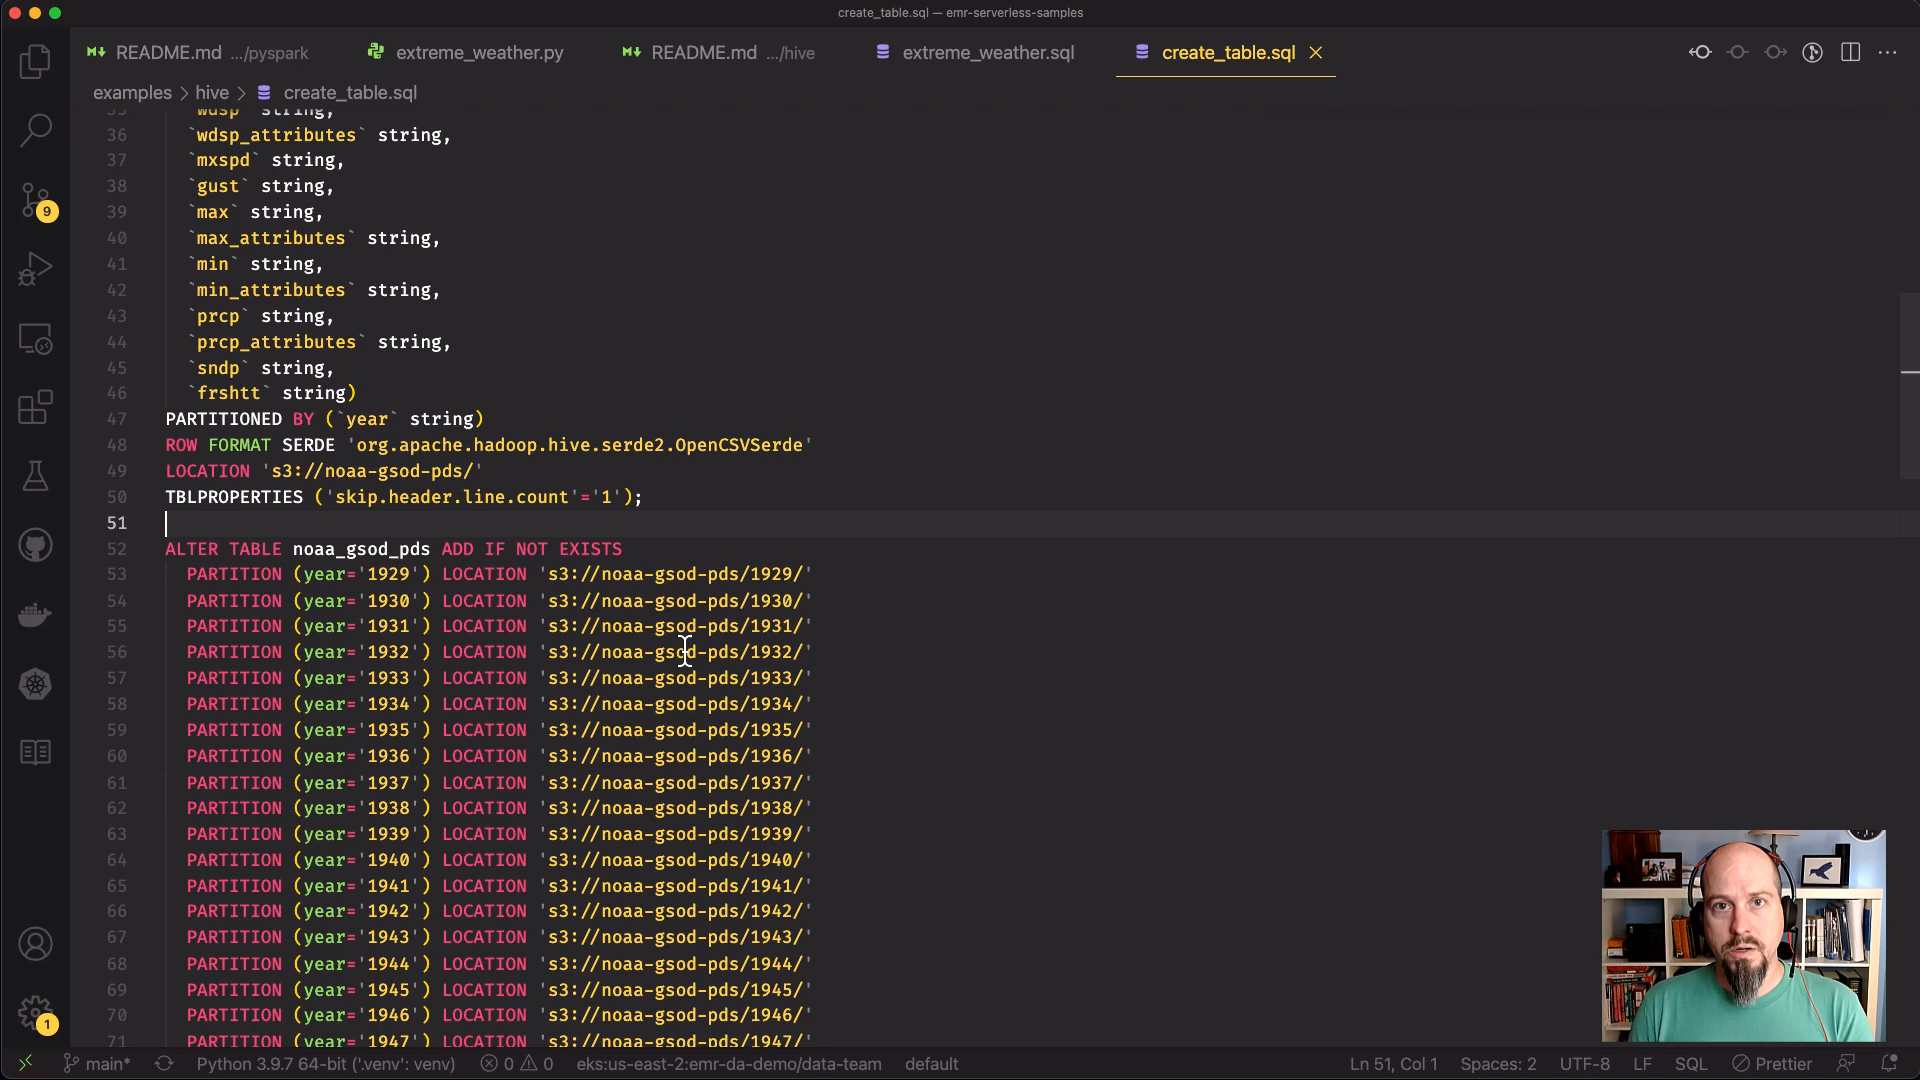 create_table.sql — emr-serverless-samples
README.md .../pyspark
extreme_weather.py
README.md .../hive
extreme_weather.sql
create_table.sql
examples > hive > create_table.sql
35 `wdsp` string,
36 `wdsp_attributes` string,
37 `mxspd` string,
38 `gust` string,
39 `max` string,
40 `max_attributes` string,
41 `min` string,
42 `min_attributes` string,
43 `prcp` string,
44 `prcp_attributes` string,
45 `sndp` string,
46 `frshtt` string)
47 PARTITIONED BY (`year` string)
48 ROW FORMAT SERDE 'org.apache.hadoop.hive.serde2.OpenCSVSerde'
49 LOCATION 's3://noaa-gsod-pds/'
50 TBLPROPERTIES ('skip.header.line.count'='1');
51
52 ALTER TABLE noaa_gsod_pds ADD IF NOT EXISTS
53 PARTITION (year='1929') LOCATION 's3://noaa-gsod-pds/1929/'
54 PARTITION (year='1930') LOCATION 's3://noaa-gsod-pds/1930/'
55 PARTITION (year='1931') LOCATION 's3://noaa-gsod-pds/1931/'
56 PARTITION (year='1932') LOCATION 's3://noaa-gsod-pds/1932/'
57 PARTITION (year='1933') LOCATION 's3://noaa-gsod-pds/1933/'
58 PARTITION (year='1934') LOCATION 's3://noaa-gsod-pds/1934/'
59 PARTITION (year='1935') LOCATION 's3://noaa-gsod-pds/1935/'
60 PARTITION (year='1936') LOCATION 's3://noaa-gsod-pds/1936/'
61 PARTITION (year='1937') LOCATION 's3://noaa-gsod-pds/1937/'
62 PARTITION (year='1938') LOCATION 's3://noaa-gsod-pds/1938/'
63 PARTITION (year='1939') LOCATION 's3://noaa-gsod-pds/1939/'
64 PARTITION (year='1940') LOCATION 's3://noaa-gsod-pds/1940/'
65 PARTITION (year='1941') LOCATION 's3://noaa-gsod-pds/1941/'
66 PARTITION (year='1942') LOCATION 's3://noaa-gsod-pds/1942/'
67 PARTITION (year='1943') LOCATION 's3://noaa-gsod-pds/1943/'
68 PARTITION (year='1944') LOCATION 's3://noaa-gsod-pds/1944/'
69 PARTITION (year='1945') LOCATION 's3://noaa-gsod-pds/1945/'
70 PARTITION (year='1946') LOCATION 's3://noaa-gsod-pds/1946/'
71 PARTITION (year='1947') LOCATION 's3://noaa-gsod-pds/1947/'
9
1
main* Python 3.9.7 64-bit ('.venv': venv) 0 0 eks:us-east-2:emr-da-demo/data-team default Ln 51, Col 1 Spaces: 2 UTF-8 LF SQL Prettier